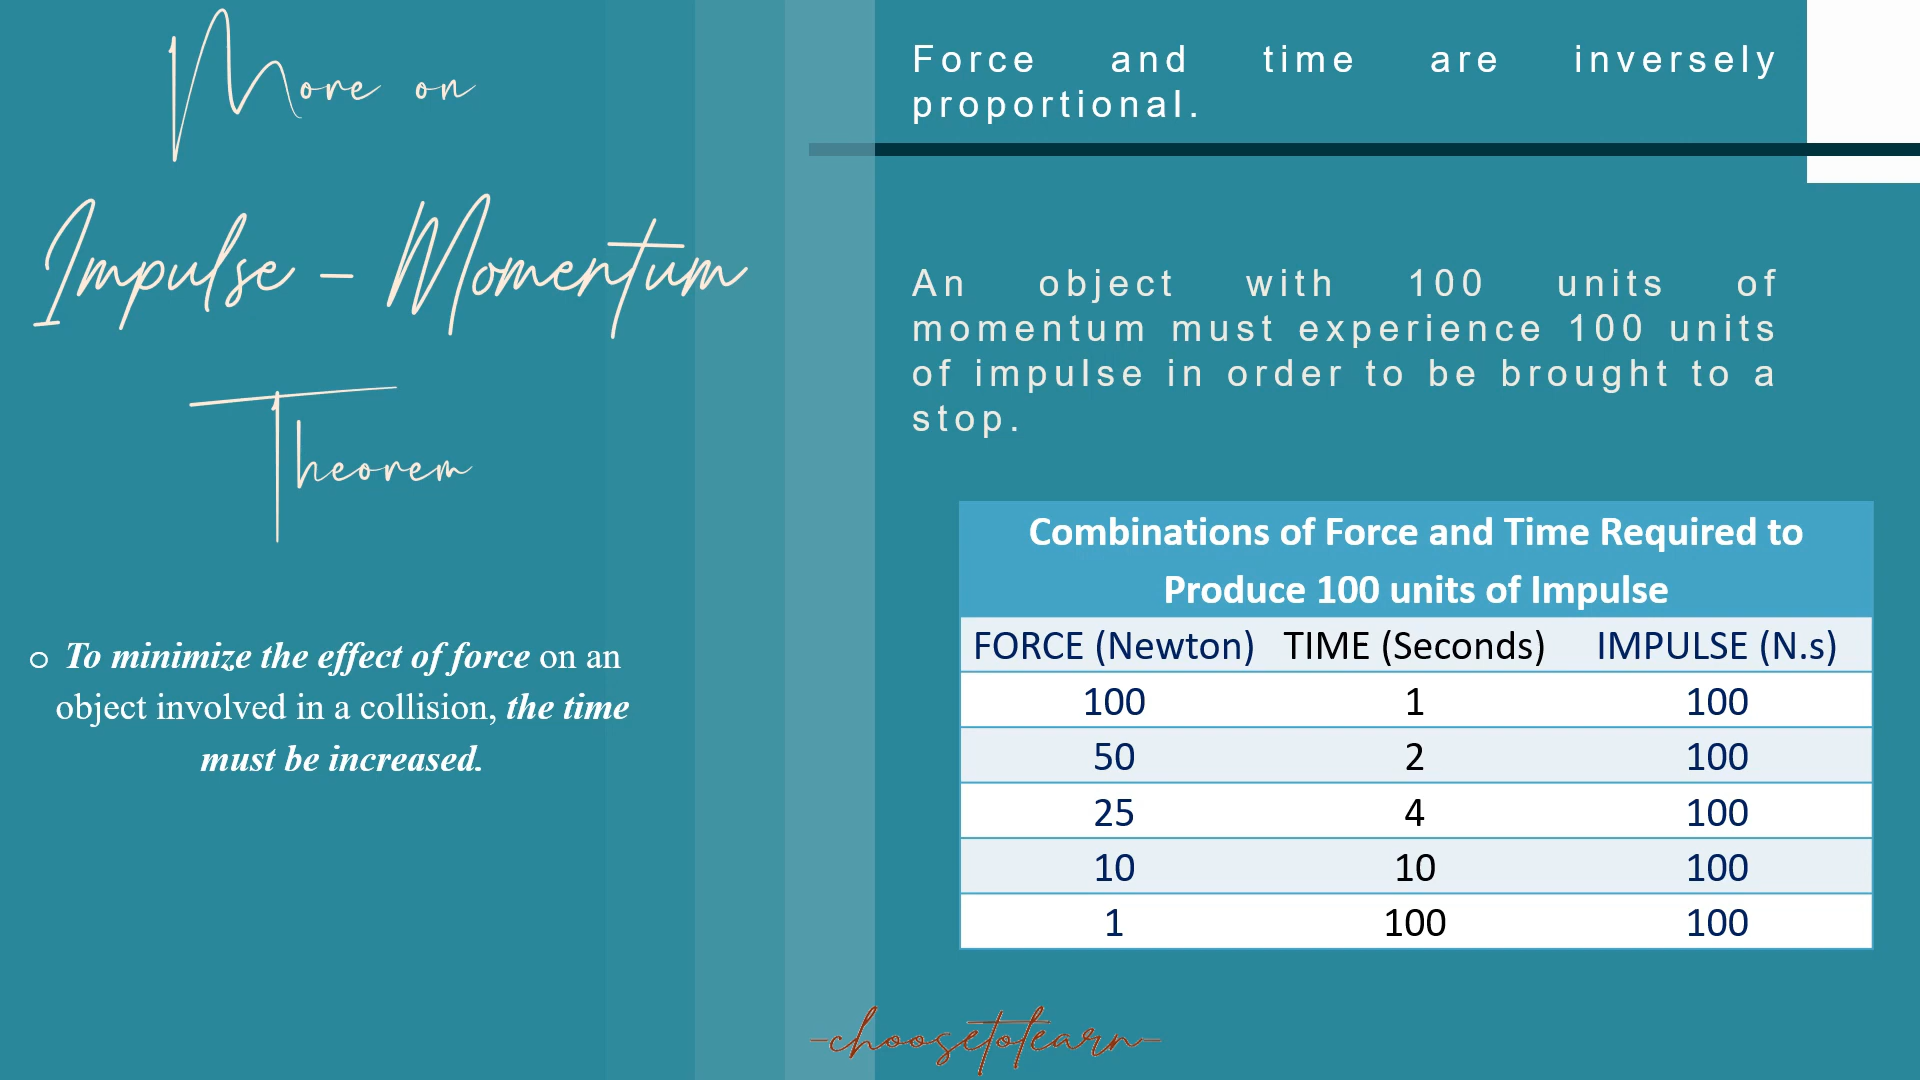 More on
Impulse – Momentum
Theorem
o To minimize the effect of force on an
object involved in a collision, the time
must be increased.
Force and time are inversely
proportional.
An object with 100 units of
momentum must experience 100 units
of impulse in order to be brought to a
stop.
Combinations of Force and Time Required to
Produce 100 units of Impulse
FORCE (Newton) TIME (Seconds) IMPULSE (N.s)
100 1 100
50 2 100
25 4 100
10 10 100
1 100 100
-choosetolearn-